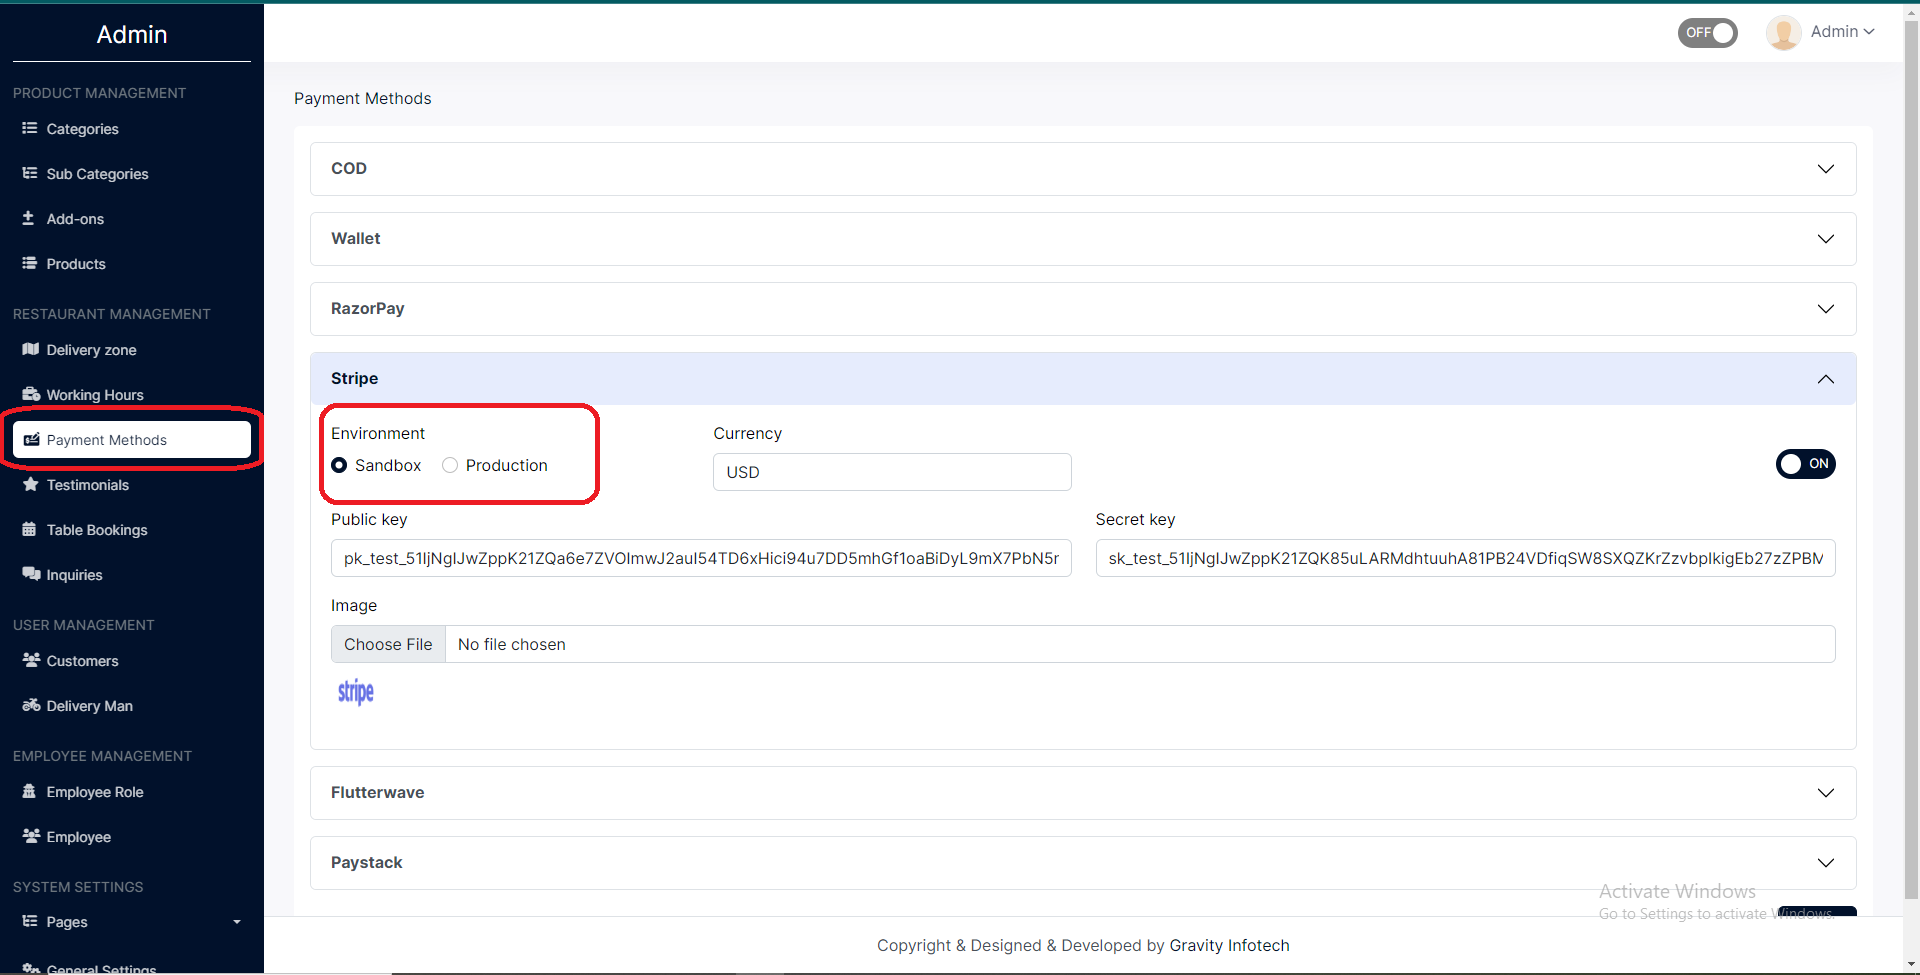 Admin
OFF
Admin
PRODUCT MANAGEMENT
Categories
Sub Categories
Add-ons
Products
RESTAURANT MANAGEMENT
Delivery zone
Working Hours
Payment Methods
Testimonials
Table Bookings
Inquiries
USER MANAGEMENT
Customers
Delivery Man
EMPLOYEE MANAGEMENT
Employee Role
Employee
SYSTEM SETTINGS
Pages
General Settings
Payment Methods
COD
Wallet
RazorPay
Stripe
Environment
Sandbox Production
Currency
USD
ON
Public key
Secret key
Image
Choose File No file chosen
stripe
Flutterwave
Paystack
Activate Windows
Go to Settings to activate Windows.
Copyright & Designed & Developed by Gravity Infotech